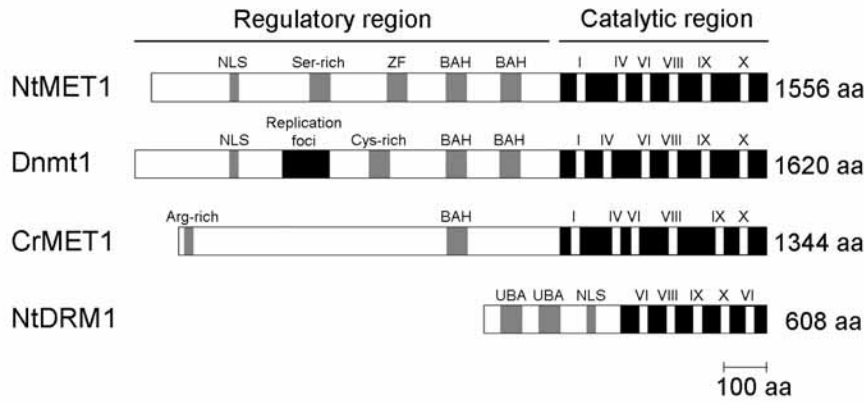 Regulatory region Catalytic region
NLS Ser-rich ZF BAH BAH I IV VI VIII IX X
NtMET1 1556 aa
Replication
NLS foci Cys-rich BAH BAH I IV VI VIII IX X
Dnmt1 1620 aa
Arg-rich BAH I IV VI VIII IX X
CrMET1 1344 aa
UBA UBA NLS VI VIII IX X VI
NtDRM1 608 aa
100 aa